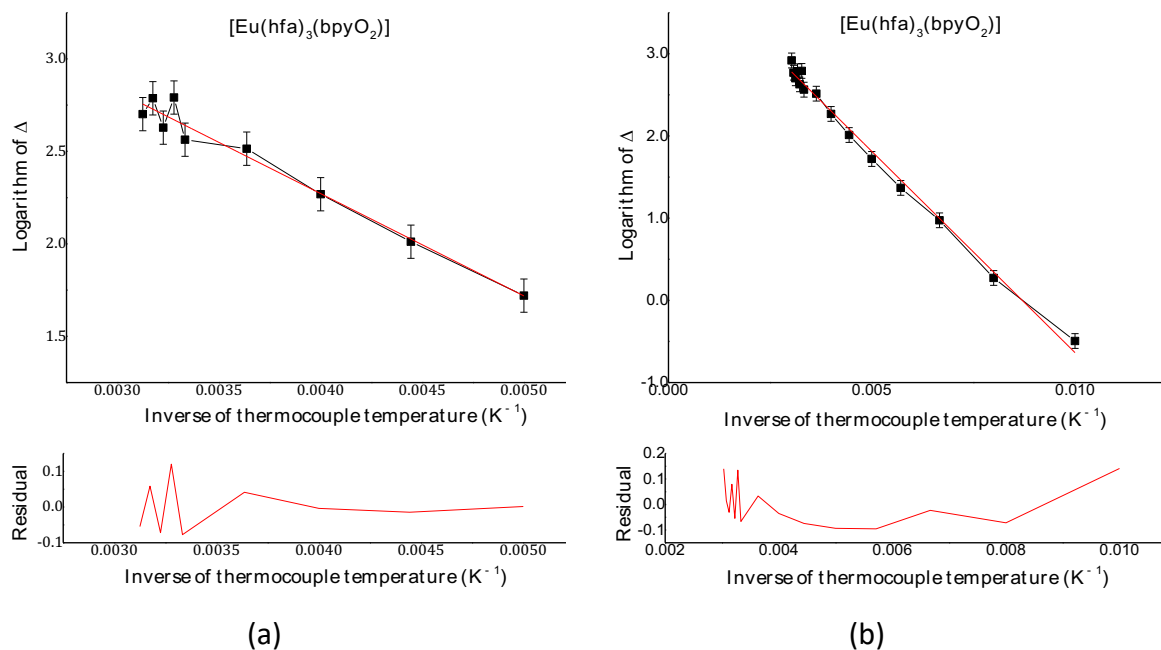 [Eu(hfa)₃(bpyO₂)]
3.0
2.5
2.0
1.5
Logarithm of Δ
0.0030 0.0035 0.0040 0.0045 0.0050
Inverse of thermocouple temperature (K⁻¹)
0.1
0.0
-0.1
Residual
0.0030 0.0035 0.0040 0.0045 0.0050
Inverse of thermocouple temperature (K⁻¹)
(a)
[Eu(hfa)₃(bpyO₂)]
3.0
2.0
1.0
0.0
-1.0
Logarithm of Δ
0.000 0.005 0.010
Inverse of thermocouple temperature (K⁻¹)
0.2
0.1
0.0
-0.1
Residual
0.002 0.004 0.006 0.008 0.010
Inverse of thermocouple temperature (K⁻¹)
(b)